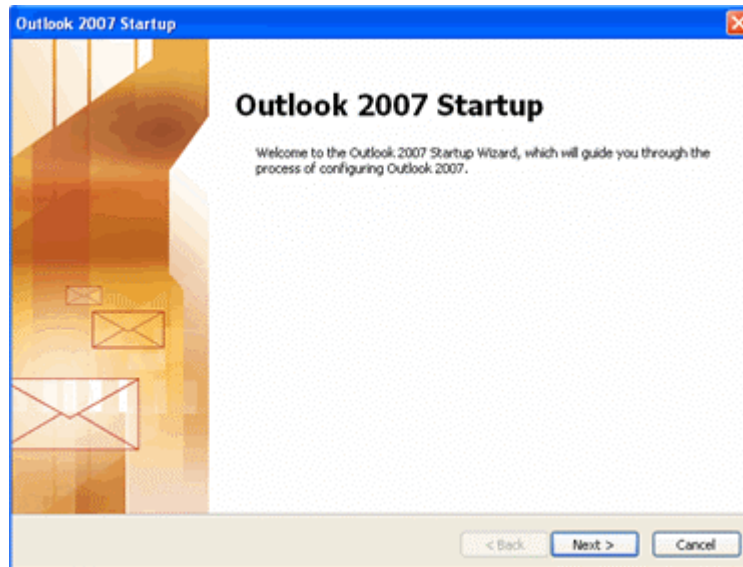 Outlook 2007 Startup
Outlook 2007 Startup
Welcome to the Outlook 2007 Startup Wizard, which will guide you through the
process of configuring Outlook 2007.
< Back
Next >
Cancel